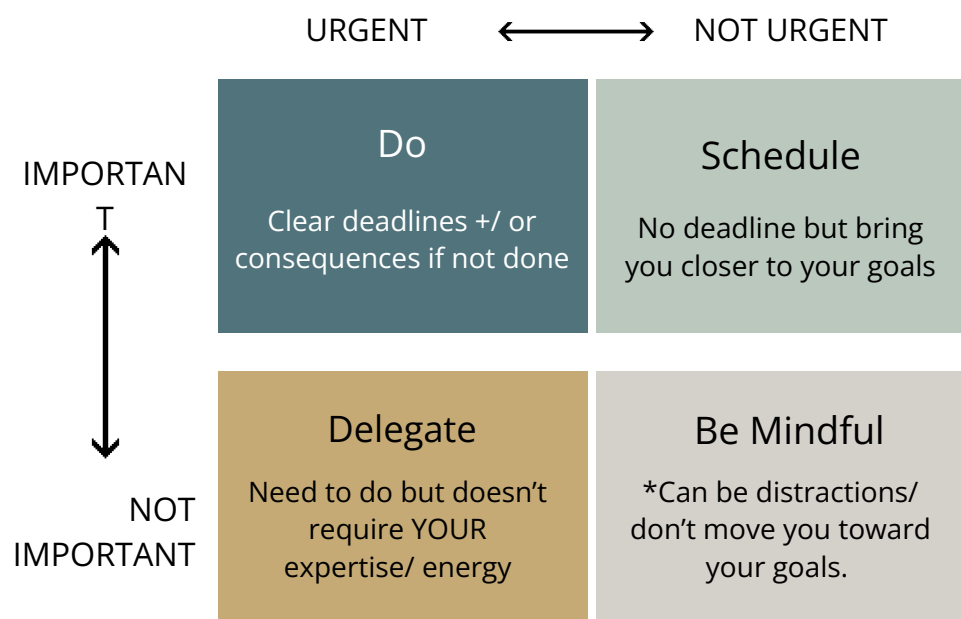 URGENT
NOT URGENT
IMPORTAN
T
Do
Clear deadlines +/ or
consequences if not done
Schedule
No deadline but bring
you closer to your goals
NOT
IMPORTANT
Delegate
Need to do but doesn’t
require YOUR
expertise/ energy
Be Mindful
*Can be distractions/
don’t move you toward
your goals.